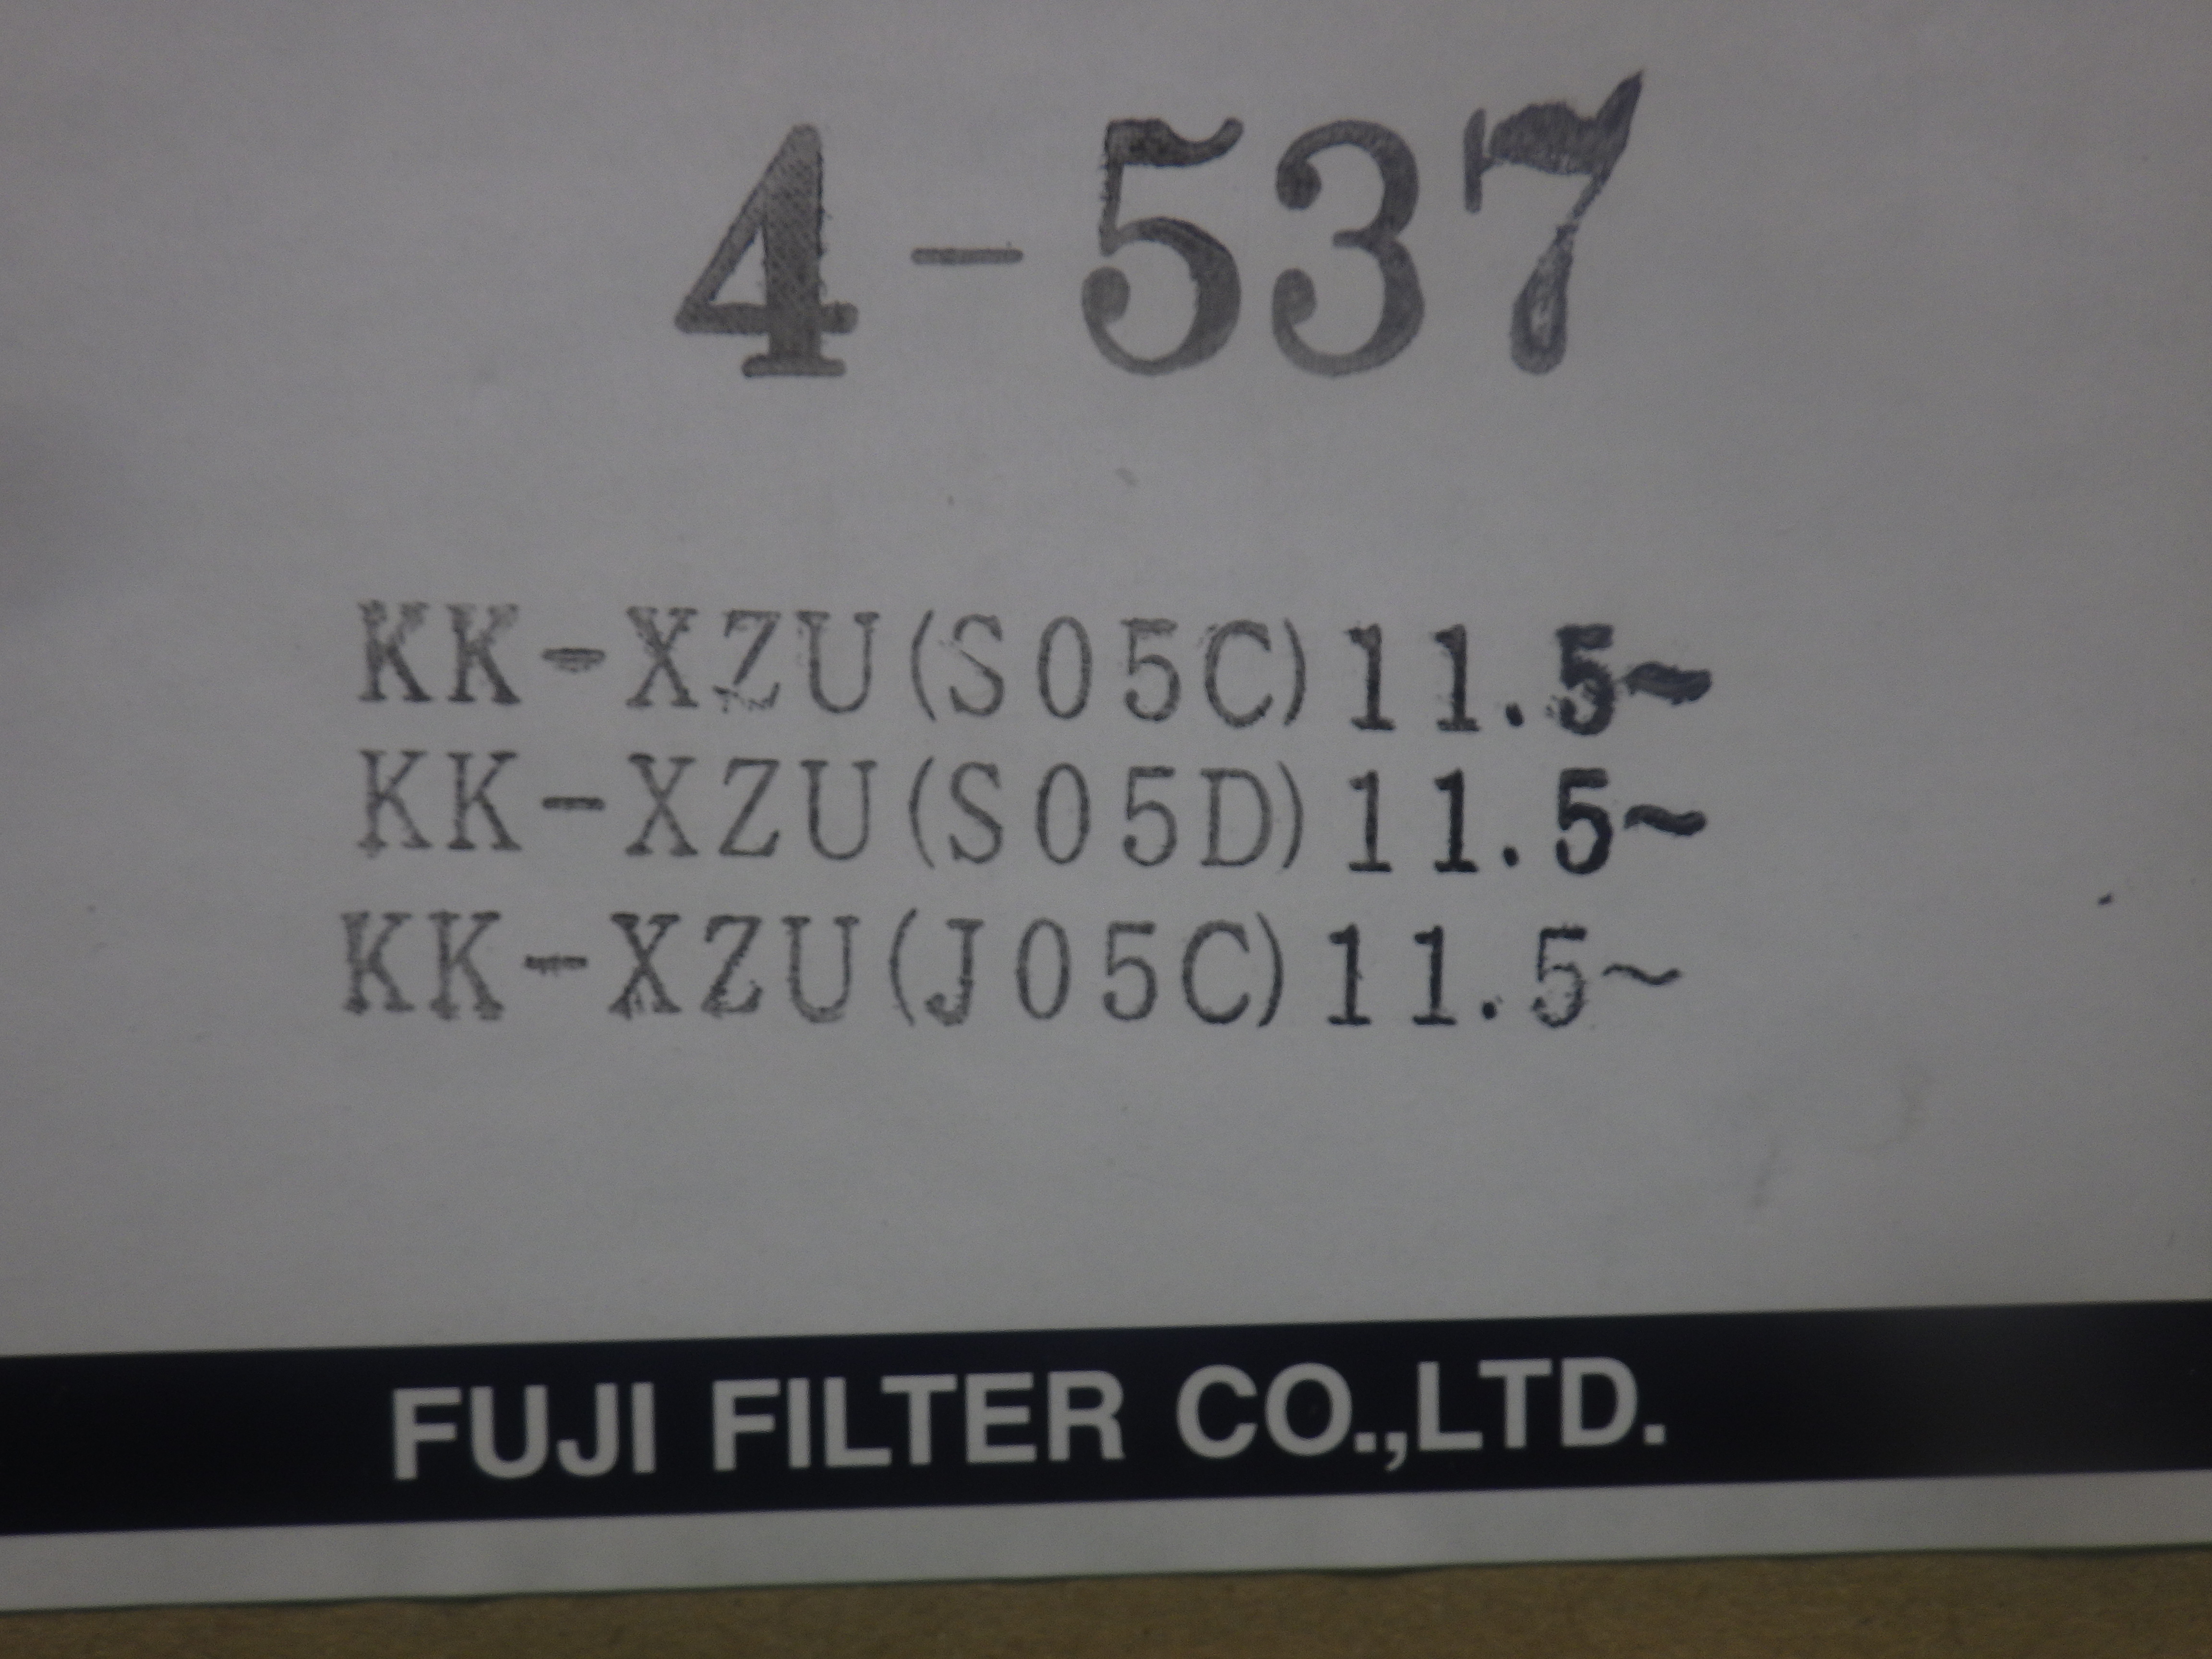 4-537
KK-XZU(S05C)11.5~
KK-XZU(S05D)11.5~
KK-XZU(J05C)11.5~
FUJI FILTER CO.,LTD.